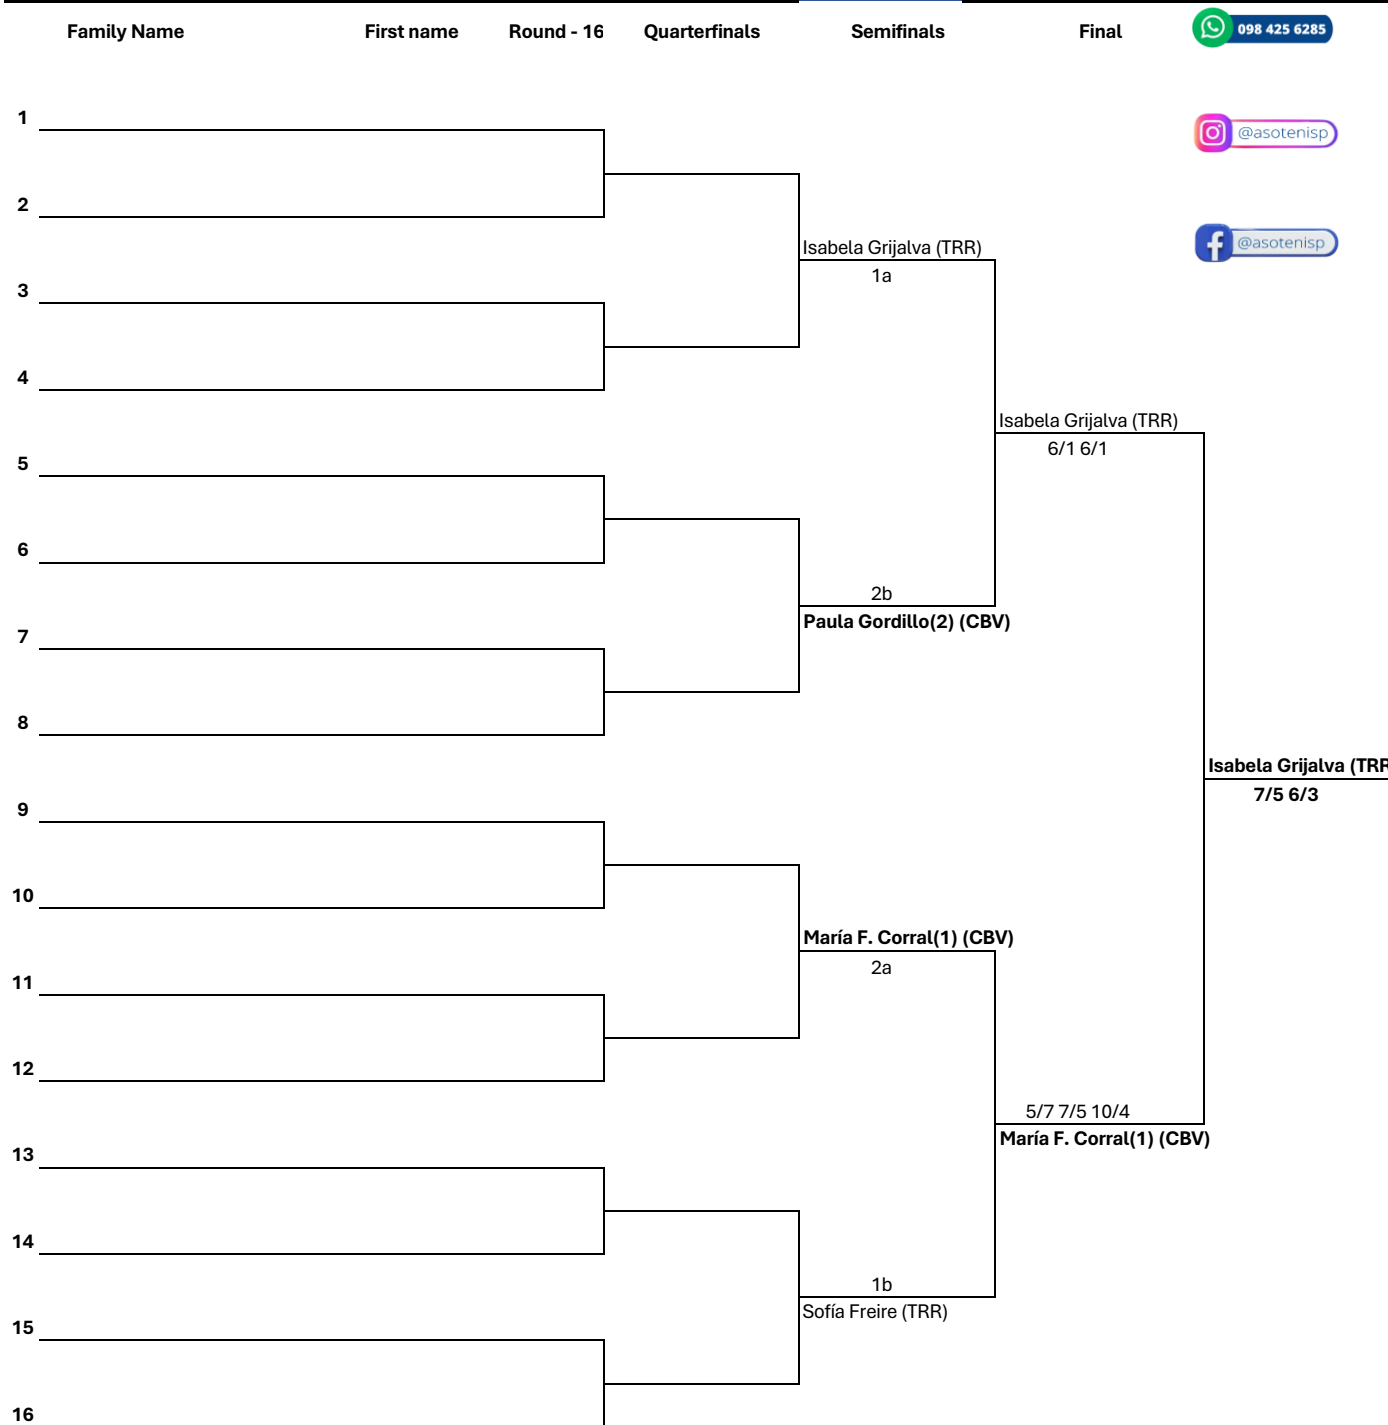 Family Name First name Round - 16 Quarterfinals Semifinals Final 098 425 6285
1
@asotenisp
2
@asotenisp
Isabela Grijalva (TRR)
1a
3
4
Isabela Grijalva (TRR)
6/1 6/1
5
6
2b
Paula Gordillo(2) (CBV)
7
8
Isabela Grijalva (TRR
7/5 6/3
9
10
María F. Corral(1) (CBV)
2a
11
12
5/7 7/5 10/4
María F. Corral(1) (CBV)
13
14
1b
Sofía Freire (TRR)
15
16